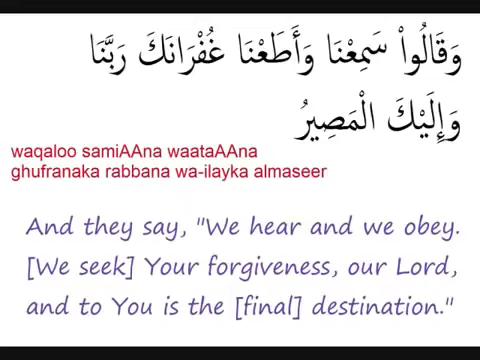 وَقَالُواْ سَمِعْنَا وَأَطَعْنَا غُفْرَانَكَ رَبَّنَا
وَإِلَيْكَ الْمَصِيرُ
waqaloo samiAAna waataAAna
ghufranaka rabbana wa-ilayka almaseer
And they say, "We hear and we obey.
[We seek] Your forgiveness, our Lord,
and to You is the [final] destination."